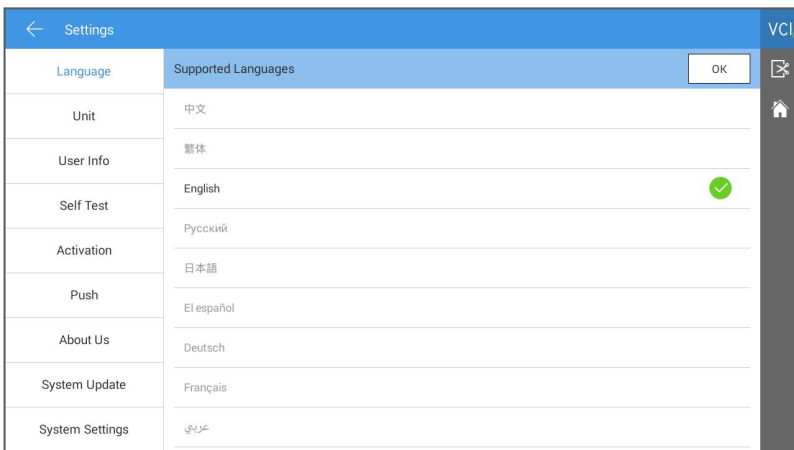 Settings
VCI
Language
Unit
User Info
Self Test
Activation
Push
About Us
System Update
System Settings
Supported Languages
OK
中文
繁体
English
Русский
日本語
El español
Deutsch
Français
عربي